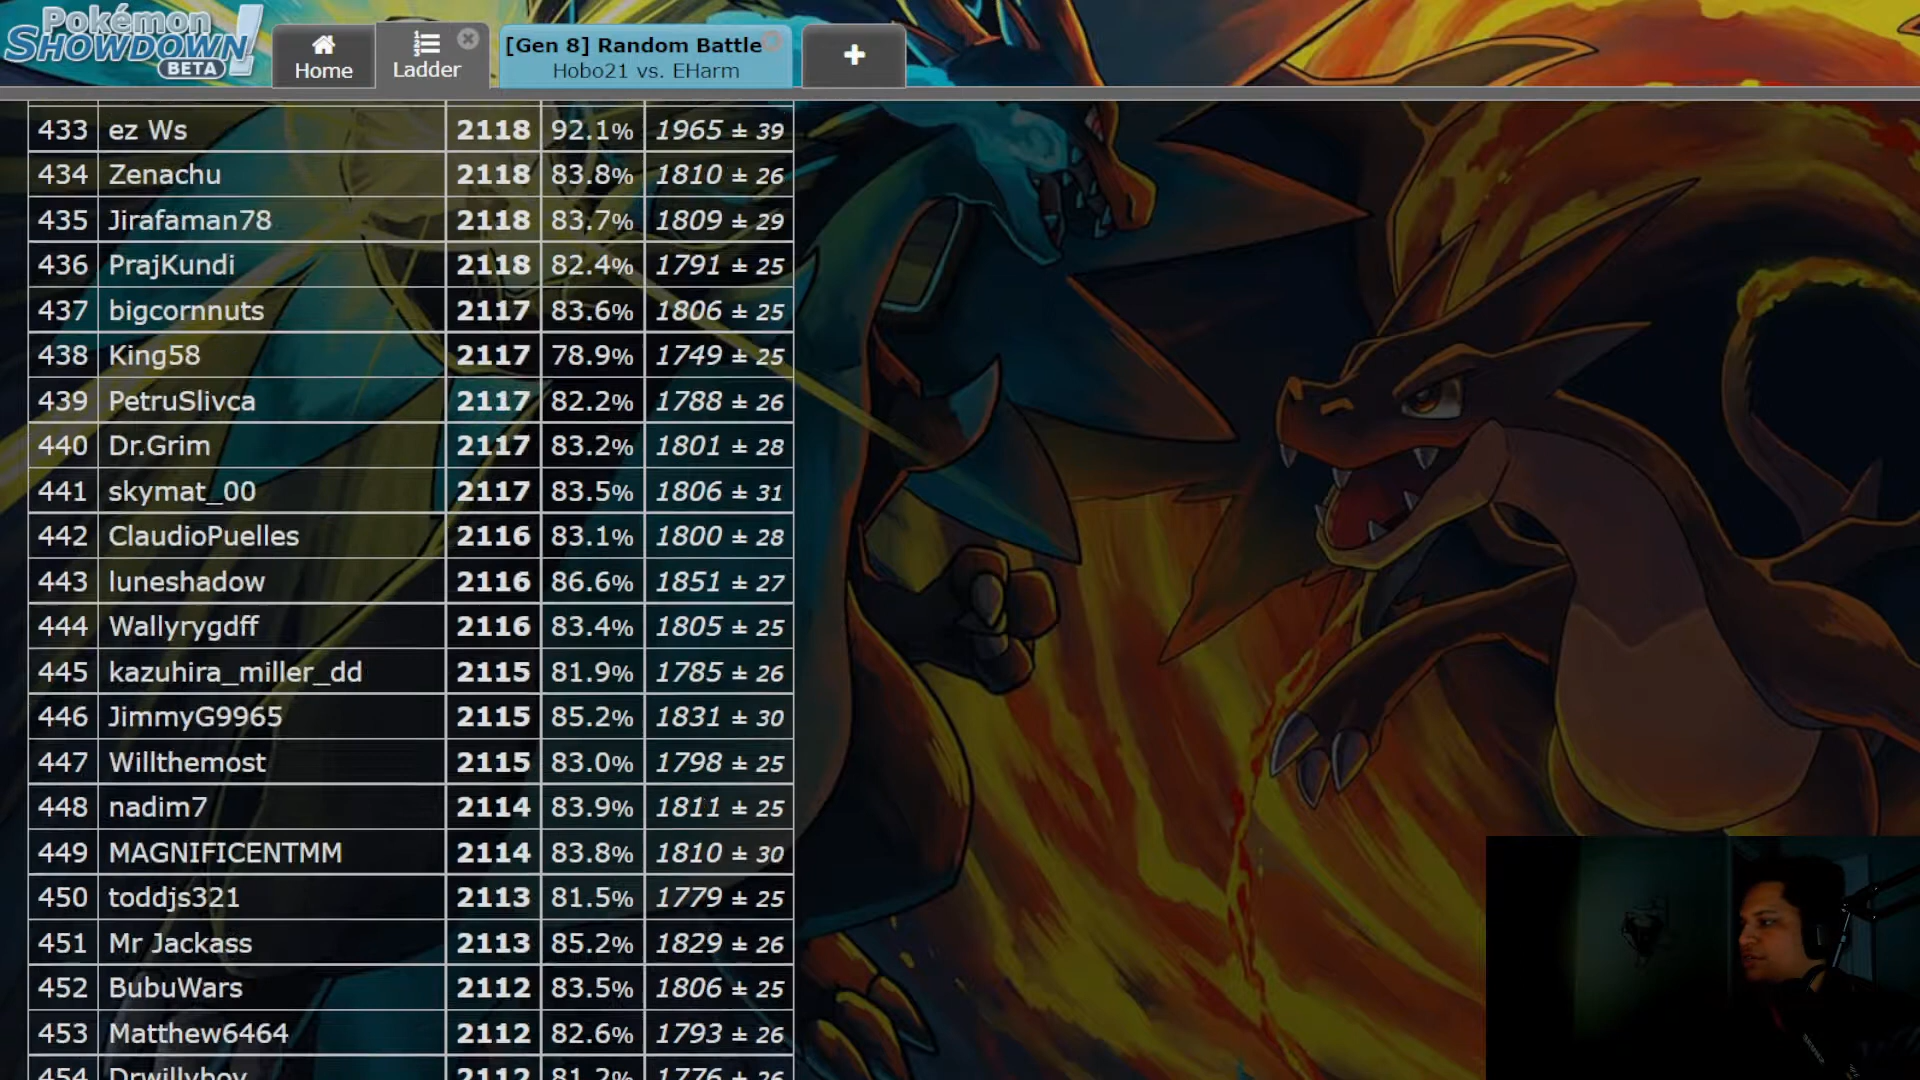 Pokémon
SHOWDOWN!
BETA
Home
Ladder
[Gen 8] Random Battle
Hobo21 vs. EHarm
433 ez Ws 2118 92.1% 1965 ± 39
434 Zenachu 2118 83.8% 1810 ± 26
435 Jirafaman78 2118 83.7% 1809 ± 29
436 PrajKundi 2118 82.4% 1791 ± 25
437 bigcornnuts 2117 83.6% 1806 ± 25
438 King58 2117 78.9% 1749 ± 25
439 PetruSlivca 2117 82.2% 1788 ± 26
440 Dr.Grim 2117 83.2% 1801 ± 28
441 skymat_00 2117 83.5% 1806 ± 31
442 ClaudioPuelles 2116 83.1% 1800 ± 28
443 luneshadow 2116 86.6% 1851 ± 27
444 Wallyrygdff 2116 83.4% 1805 ± 25
445 kazuhira_miller_dd 2115 81.9% 1785 ± 26
446 JimmyG9965 2115 85.2% 1831 ± 30
447 Willthemost 2115 83.0% 1798 ± 25
448 nadim7 2114 83.9% 1811 ± 25
449 MAGNIFICENTMM 2114 83.8% 1810 ± 30
450 toddjs321 2113 81.5% 1779 ± 25
451 Mr Jackass 2113 85.2% 1829 ± 26
452 BubuWars 2112 83.5% 1806 ± 25
453 Matthew6464 2112 82.6% 1793 ± 26
454 Drwillyboy 2112 81.2% 1776 ± 26